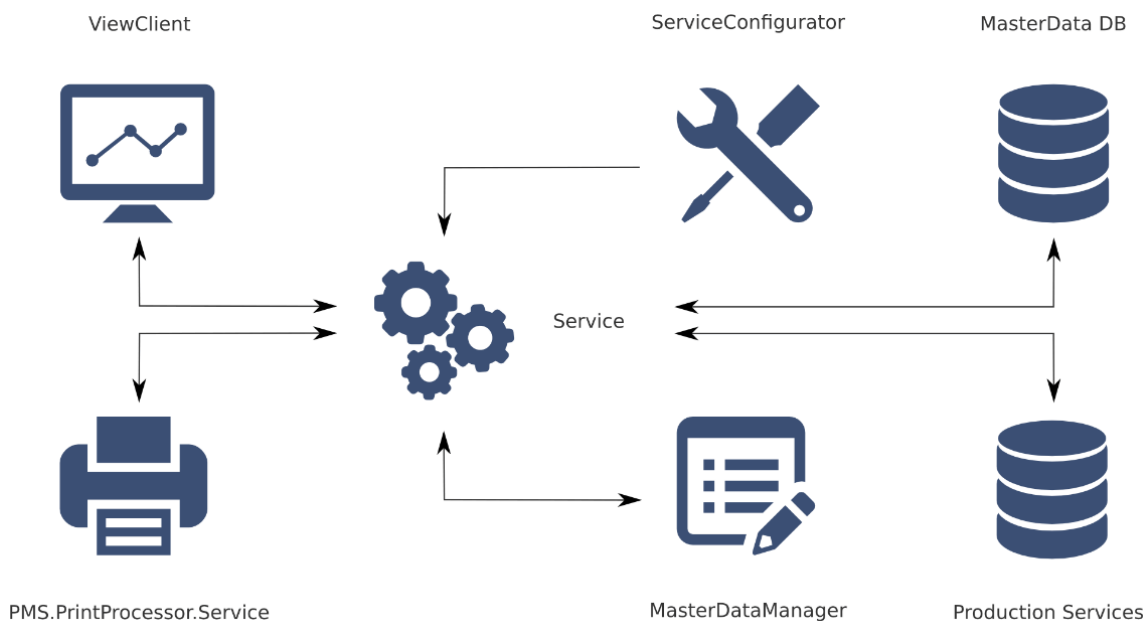 ViewClient
ServiceConfigurator
MasterData DB
Service
PMS.PrintProcessor.Service
MasterDataManager
Production Services